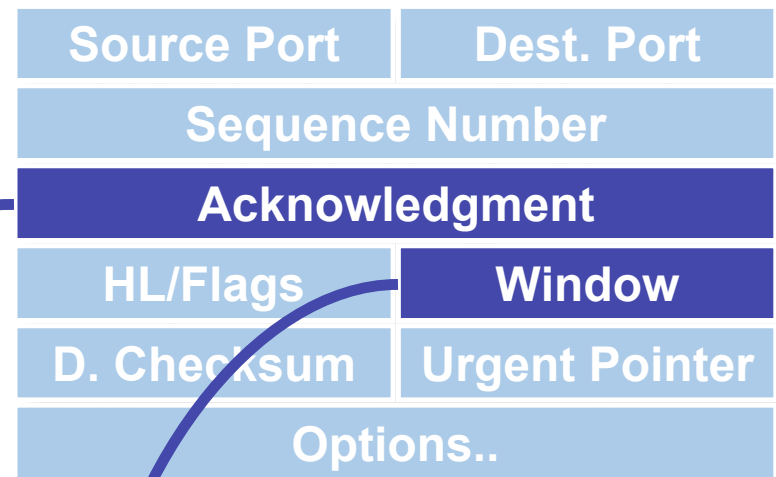 Source Port Dest. Port
Sequence Number
Acknowledgment
HL/Flags Window
D. Checksum Urgent Pointer
Options..